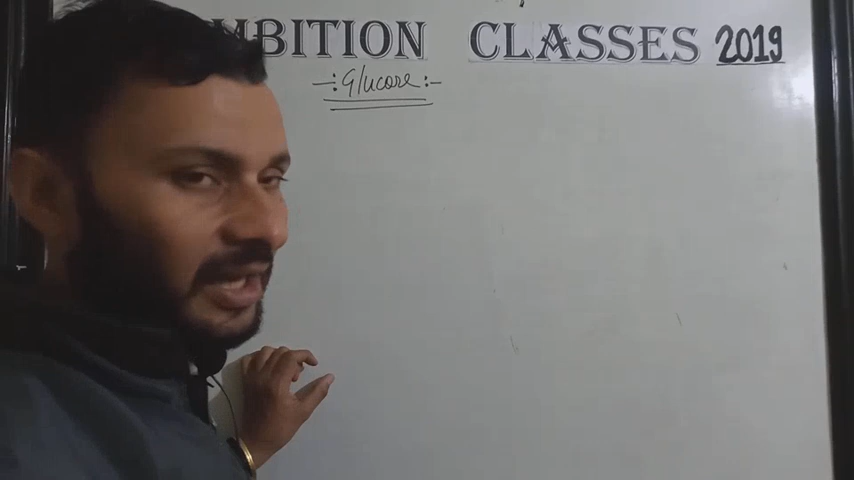 MBITION CLASSES 2019
-: Glucose :-